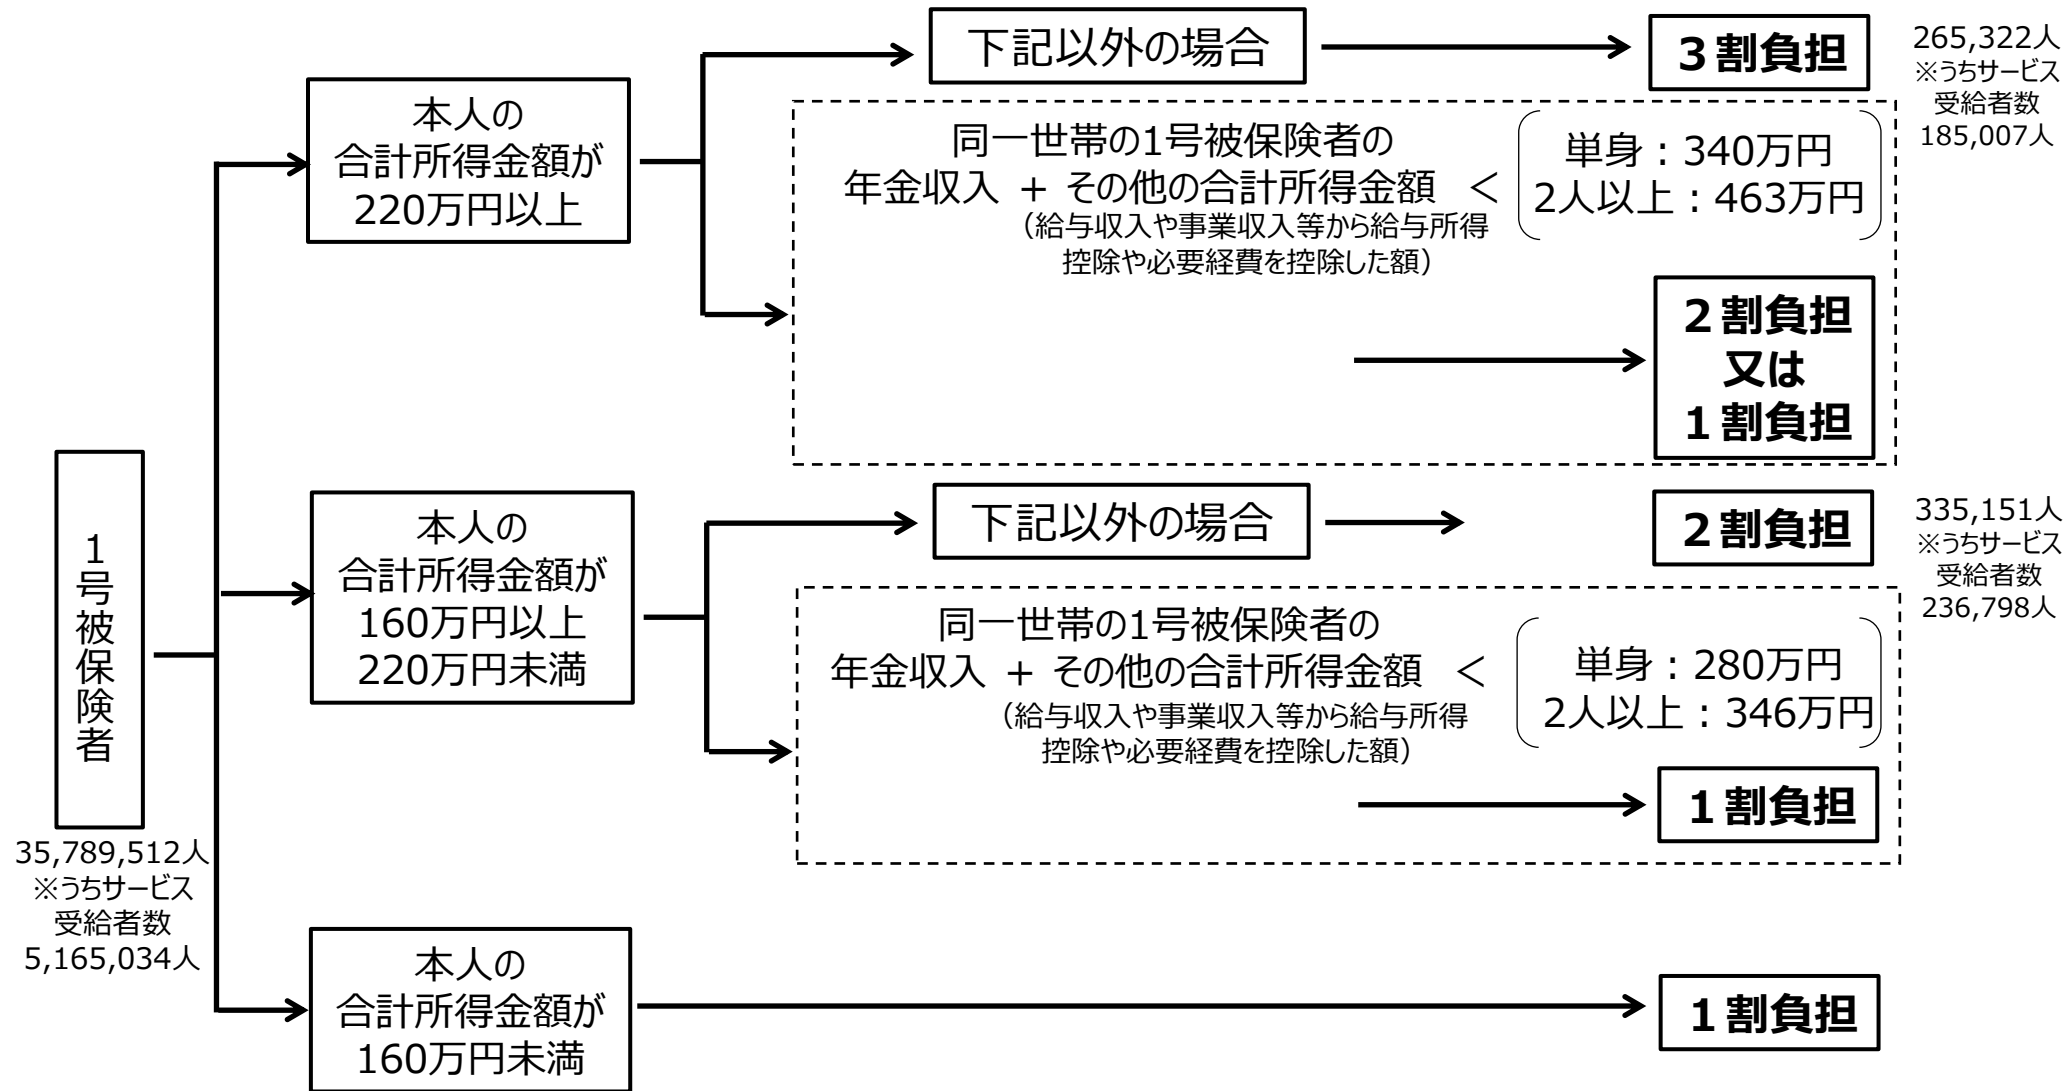 1号被保険者
35,789,512人
※うちサービス
受給者数
5,165,034人
本人の
合計所得金額が
220万円以上
下記以外の場合
３割負担
265,322人
※うちサービス
受給者数
185,007人
同一世帯の1号被保険者の
年金収入 + その他の合計所得金額 ＜
（給与収入や事業収入等から給与所得
控除や必要経費を控除した額）
単身：340万円
2人以上：463万円
２割負担
又は
１割負担
本人の
合計所得金額が
160万円以上
220万円未満
下記以外の場合
２割負担
335,151人
※うちサービス
受給者数
236,798人
同一世帯の1号被保険者の
年金収入 + その他の合計所得金額 ＜
（給与収入や事業収入等から給与所得
控除や必要経費を控除した額）
単身：280万円
2人以上：346万円
１割負担
本人の
合計所得金額が
160万円未満
１割負担